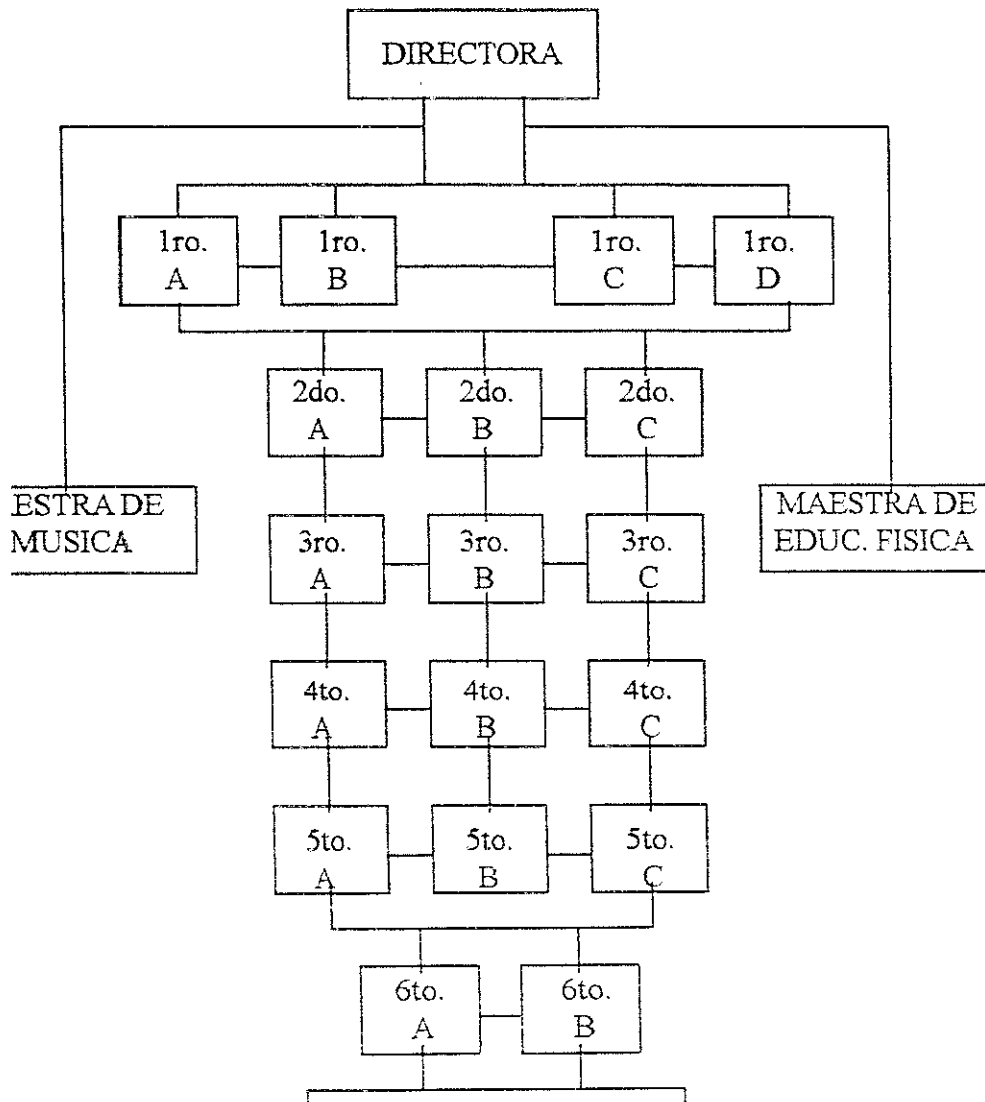 DIRECTORA
1ro.
A
1ro.
B
1ro.
C
1ro.
D
2do.
A
2do.
B
2do.
C
ESTRA DE
MUSICA
MAESTRA DE
EDUC. FISICA
3ro.
A
3ro.
B
3ro.
C
4to.
A
4to.
B
4to.
C
5to.
A
5to.
B
5to.
C
6to.
A
6to.
B